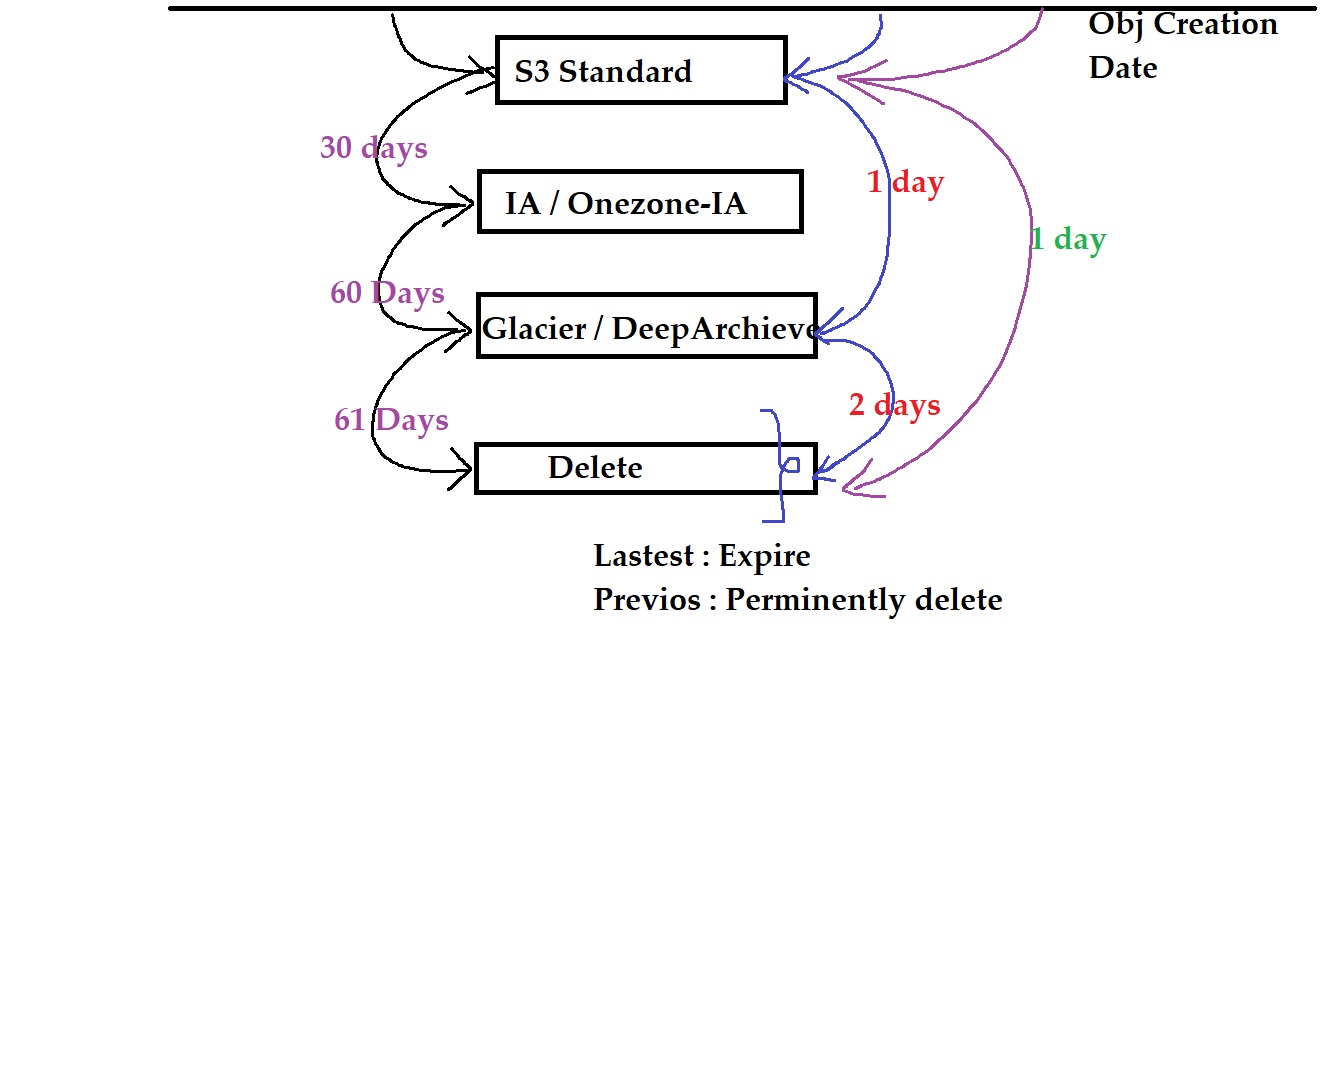 Obj Creation
Date
S3 Standard
30 days
1 day
IA / Onezone-IA
1 day
60 Days
Glacier / DeepArchieve
2 days
61 Days
Delete
Lastest : Expire
Previos : Perminently delete